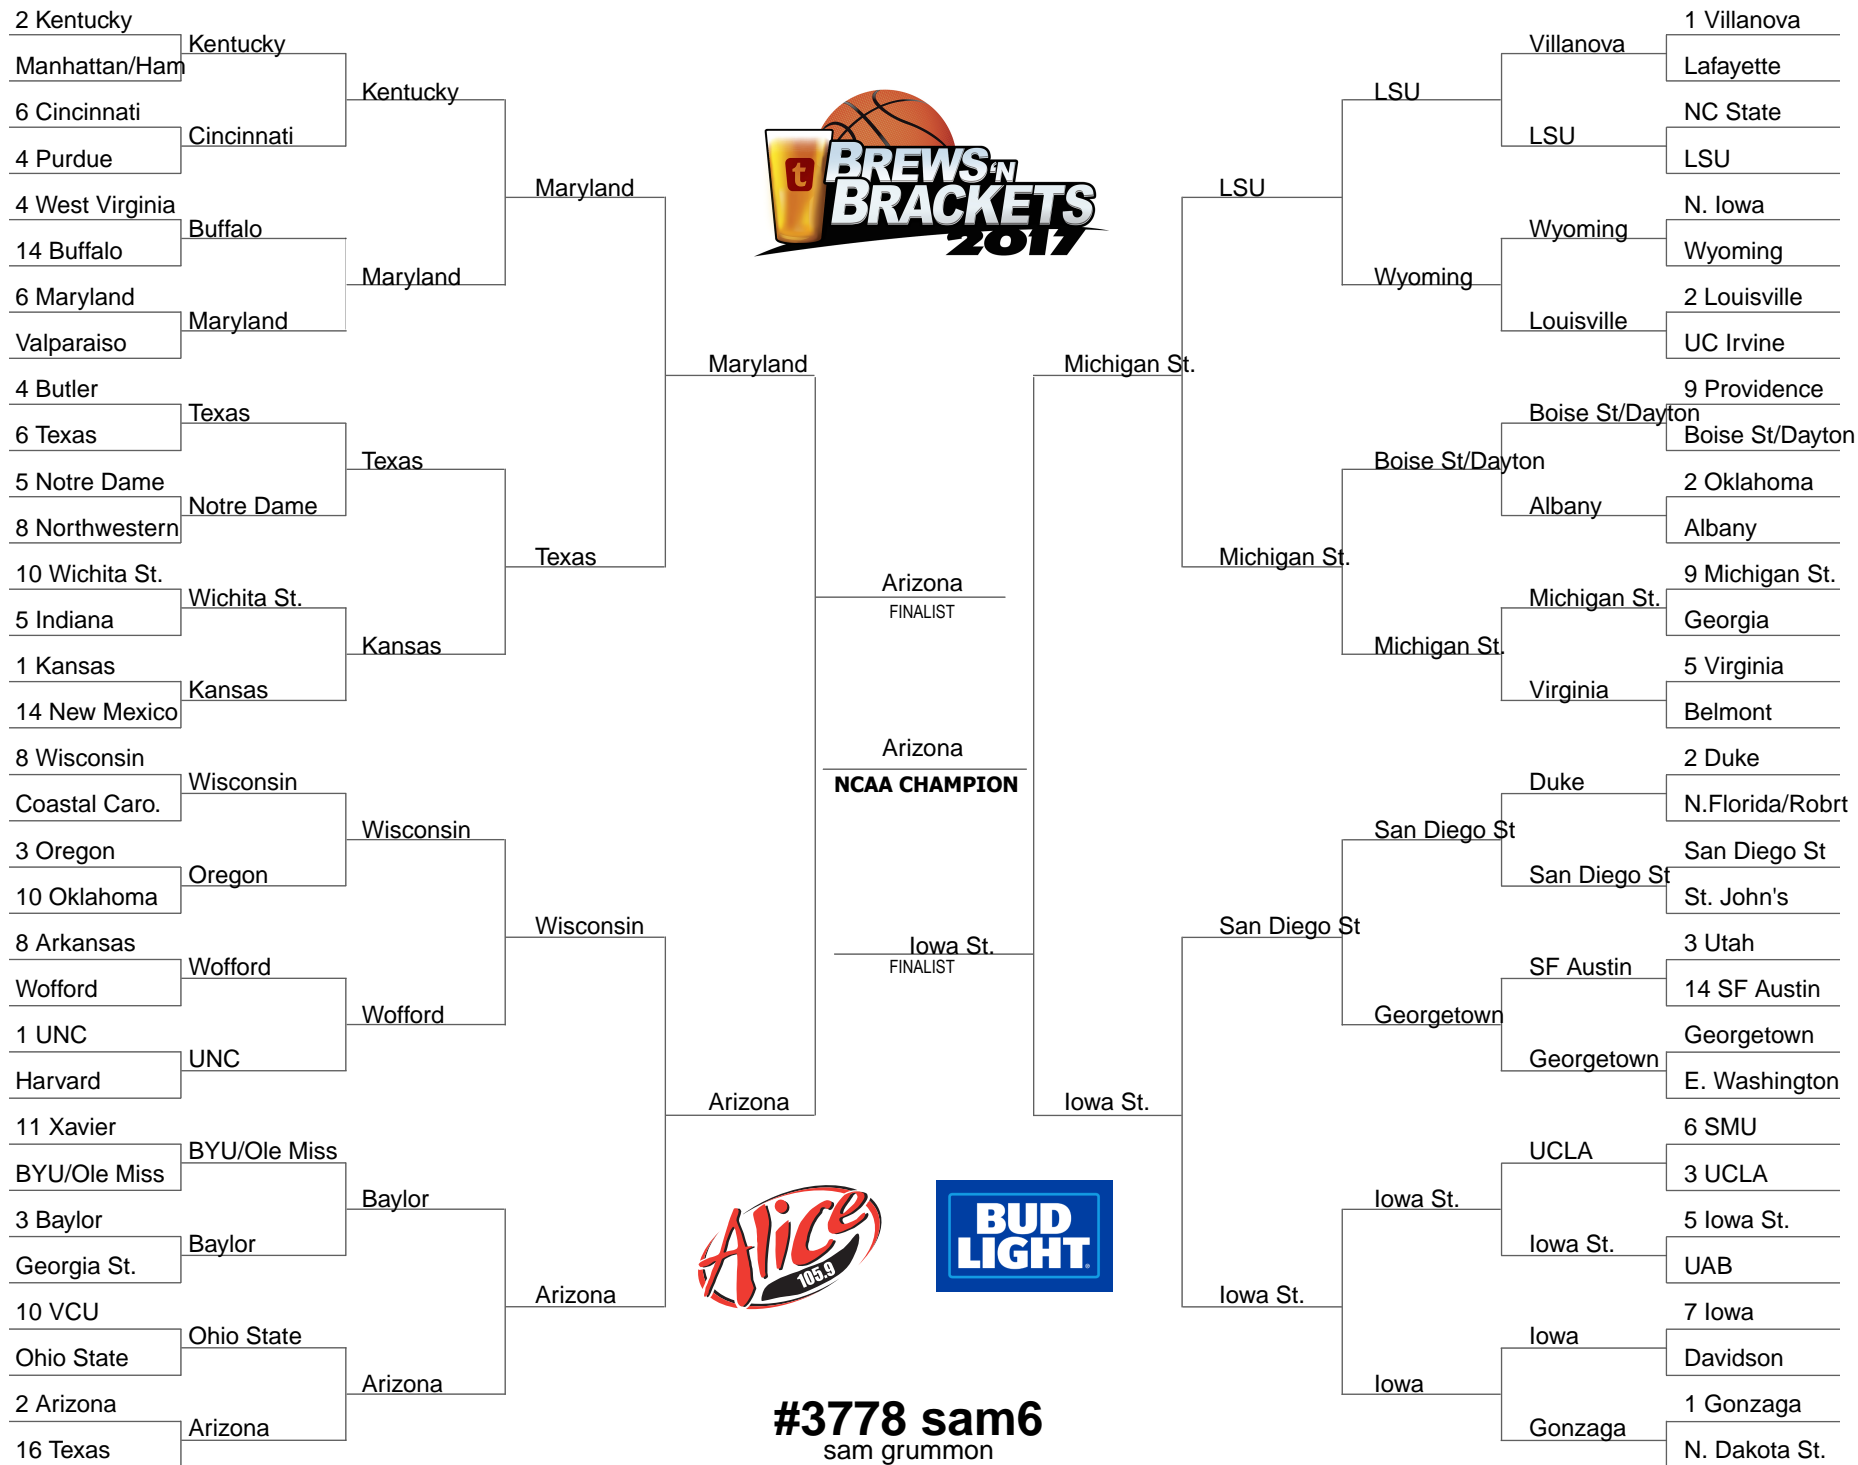 2 Kentucky
Manhattan/Ham
6 Cincinnati
4 Purdue
4 West Virginia
14 Buffalo
6 Maryland
Valparaiso
4 Butler
6 Texas
5 Notre Dame
8 Northwestern
10 Wichita St.
5 Indiana
1 Kansas
14 New Mexico
8 Wisconsin
Coastal Caro.
3 Oregon
10 Oklahoma
8 Arkansas
Wofford
1 UNC
Harvard
11 Xavier
BYU/Ole Miss
3 Baylor
Georgia St.
10 VCU
Ohio State
2 Arizona
16 Texas
Kentucky
Cincinnati
Buffalo
Maryland
Texas
Notre Dame
Wichita St.
Kansas
Wisconsin
Oregon
Wofford
UNC
BYU/Ole Miss
Baylor
Ohio State
Arizona
Kentucky
Maryland
Texas
Kansas
Wisconsin
Wofford
Baylor
Arizona
Maryland
Texas
Wisconsin
Arizona
Maryland
Arizona
t
BREWS 'N
BRACKETS
2017
Arizona
FINALIST
Arizona
NCAA CHAMPION
Iowa St.
FINALIST
Alice
105.9
BUD
LIGHT
#3778 sam6
sam grummon
Michigan St.
Iowa St.
LSU
Michigan St.
San Diego St
Iowa St.
LSU
Wyoming
Boise St/Dayton
Michigan St.
San Diego St
Georgetown
Iowa St.
Iowa
Villanova
LSU
Wyoming
Louisville
Boise St/Dayton
Albany
Michigan St.
Virginia
Duke
San Diego St
SF Austin
Georgetown
UCLA
Iowa St.
Iowa
Gonzaga
1 Villanova
Lafayette
NC State
LSU
N. Iowa
Wyoming
2 Louisville
UC Irvine
9 Providence
Boise St/Dayton
2 Oklahoma
Albany
9 Michigan St.
Georgia
5 Virginia
Belmont
2 Duke
N.Florida/Robrt
San Diego St
St. John's
3 Utah
14 SF Austin
Georgetown
E. Washington
6 SMU
3 UCLA
5 Iowa St.
UAB
7 Iowa
Davidson
1 Gonzaga
N. Dakota St.